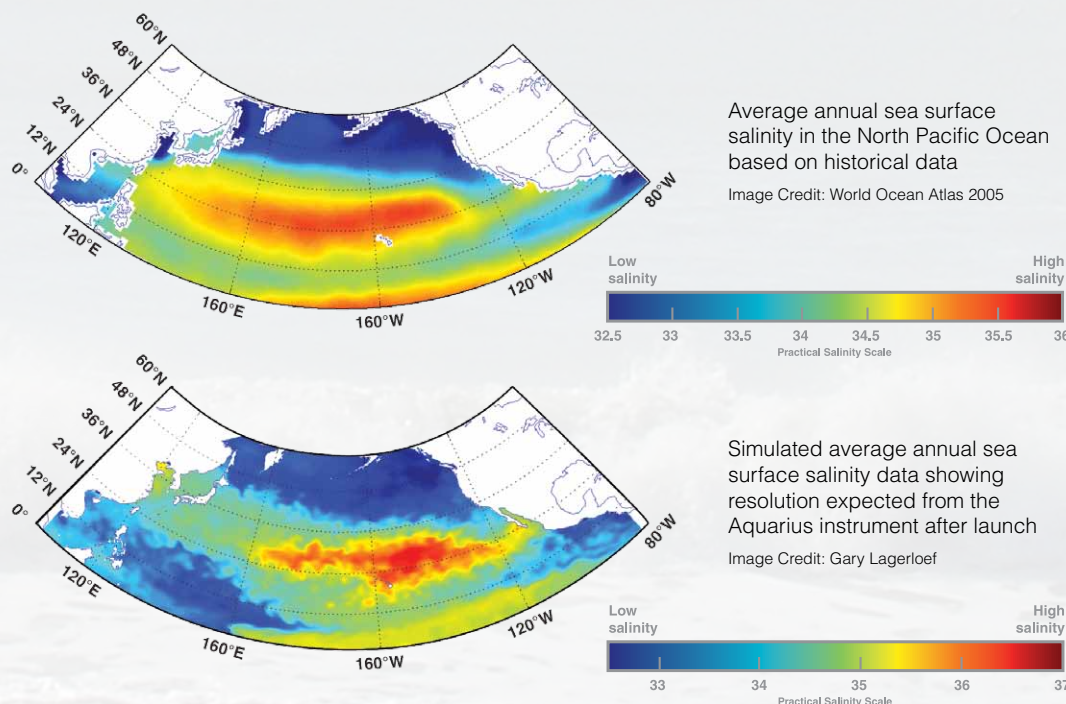 60°N
48°N
36°N
24°N
12°N
0°
120°E
160°E
160°W
120°W
80°W
Average annual sea surface
salinity in the North Pacific Ocean
based on historical data
Image Credit: World Ocean Atlas 2005
Low
salinity
High
salinity
32.5 33 33.5 34 34.5 35 35.5 36
Practical Salinity Scale
60°N
48°N
36°N
24°N
12°N
0°
120°E
160°E
160°W
120°W
80°W
Simulated average annual sea
surface salinity data showing
resolution expected from the
Aquarius instrument after launch
Image Credit: Gary Lagerloef
Low
salinity
High
salinity
33 34 35 36 37
Practical Salinity Scale